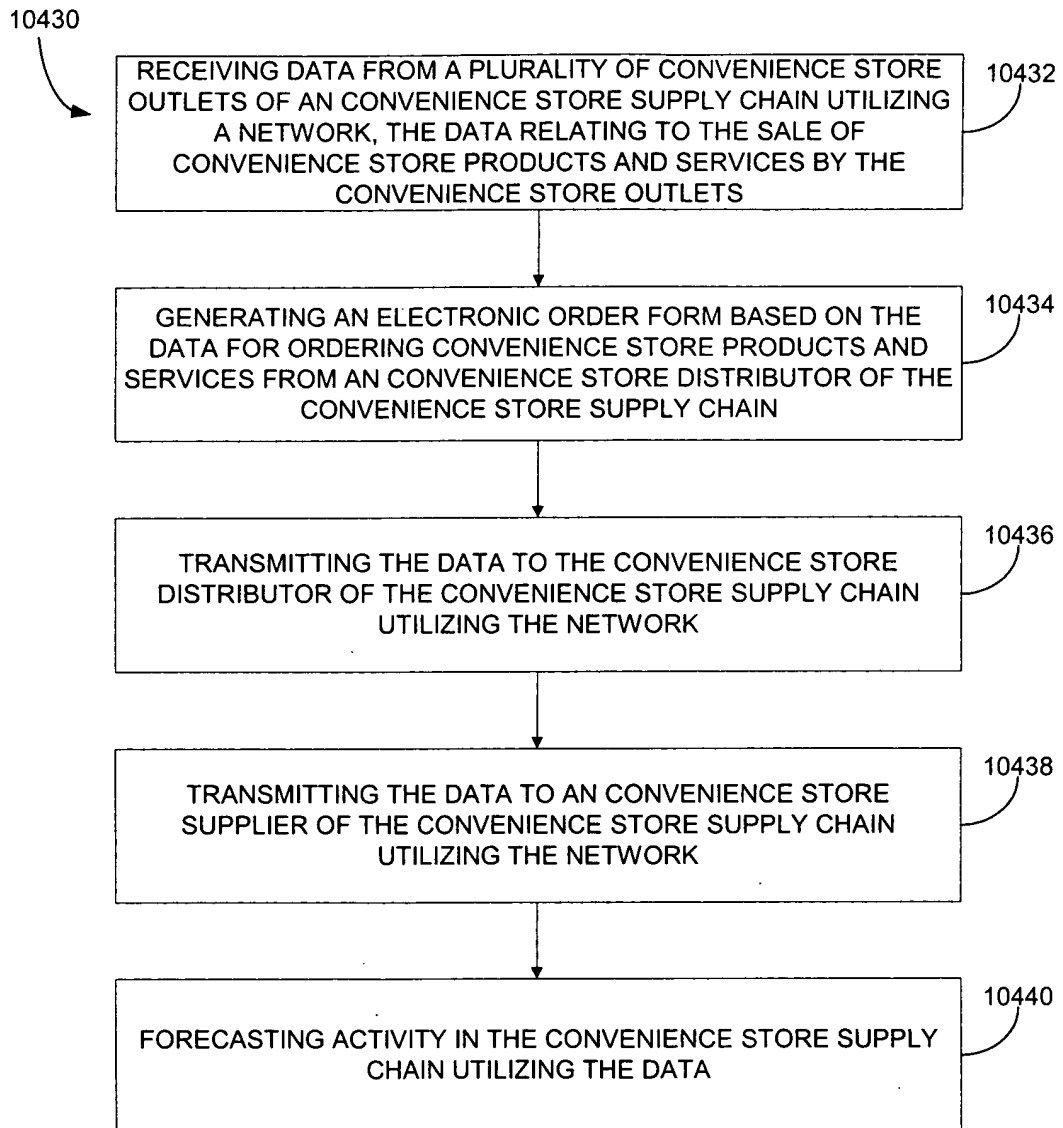 10430
RECEIVING DATA FROM A PLURALITY OF CONVENIENCE STORE
OUTLETS OF AN CONVENIENCE STORE SUPPLY CHAIN UTILIZING
A NETWORK, THE DATA RELATING TO THE SALE OF
CONVENIENCE STORE PRODUCTS AND SERVICES BY THE
CONVENIENCE STORE OUTLETS
10432
GENERATING AN ELECTRONIC ORDER FORM BASED ON THE
DATA FOR ORDERING CONVENIENCE STORE PRODUCTS AND
SERVICES FROM AN CONVENIENCE STORE DISTRIBUTOR OF THE
CONVENIENCE STORE SUPPLY CHAIN
10434
TRANSMITTING THE DATA TO THE CONVENIENCE STORE
DISTRIBUTOR OF THE CONVENIENCE STORE SUPPLY CHAIN
UTILIZING THE NETWORK
10436
TRANSMITTING THE DATA TO AN CONVENIENCE STORE
SUPPLIER OF THE CONVENIENCE STORE SUPPLY CHAIN
UTILIZING THE NETWORK
10438
FORECASTING ACTIVITY IN THE CONVENIENCE STORE SUPPLY
CHAIN UTILIZING THE DATA
10440